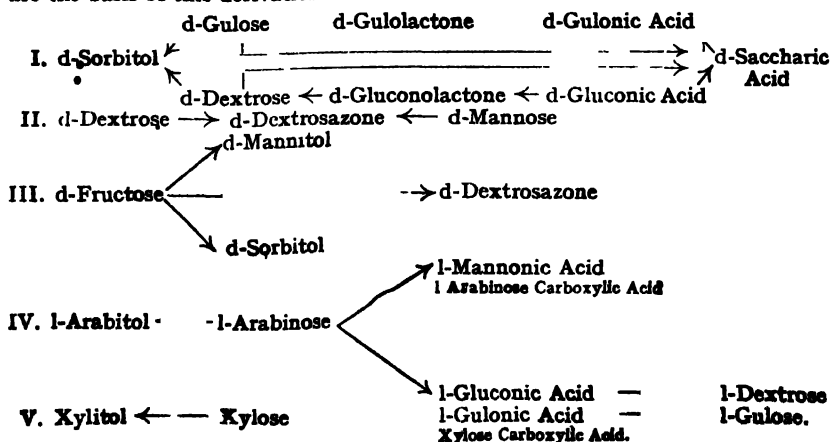 d-Gulose d-Gulolactone d-Gulonic Acid
I. d-Sorbitol d-Saccharic
Acid
d-Dextrose ← d-Gluconolactone ← d-Gluconic Acid
II. d-Dextrose → d-Dextrosazone ← d-Mannose
d-Mannitol
III. d-Fructose → d-Dextrosazone
d-Sorbitol
l-Mannonic Acid
l Arabinose Carboxylic Acid
IV. l-Arabitol - -l-Arabinose
l-Gluconic Acid — l-Dextrose
V. Xylitol ← — Xylose l-Gulonic Acid — l-Gulose.
Xylose Carboxylic Acid.